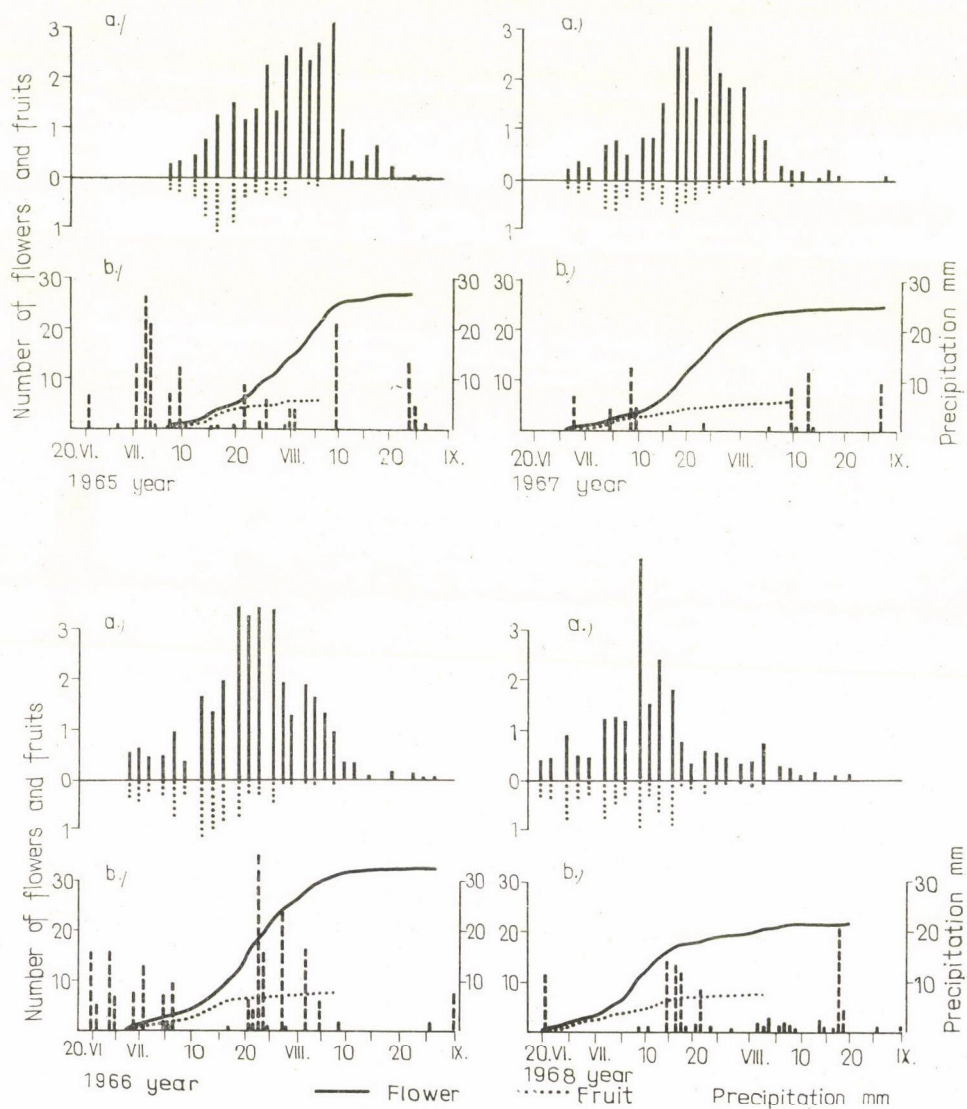 a./ a.)
3 3
2 2
1 1
0 0
1 1
b./ b./
30 30 30
20 20 20
10 10 10 10
Number of flowers and fruits
Precipitation mm
20.VI. VII. 10 20 VIII. 10 20 IX.
1965 year
VII. 10 20 VIII. 10 20 IX.
1967 year
a.) a.)
3 3
2 2
1 1
0 0
1 1
b./ b.)
30 30 30 30
20 20 20 20
10 10 10 10
Number of flowers and fruits
Precipitation mm
20.VI VII. 10 20 VIII. 10 20 IX.
1966 year
20.VI. VII. 10 20 VIII. 10 20 IX.
1968 year
Flower Fruit Precipitation mm